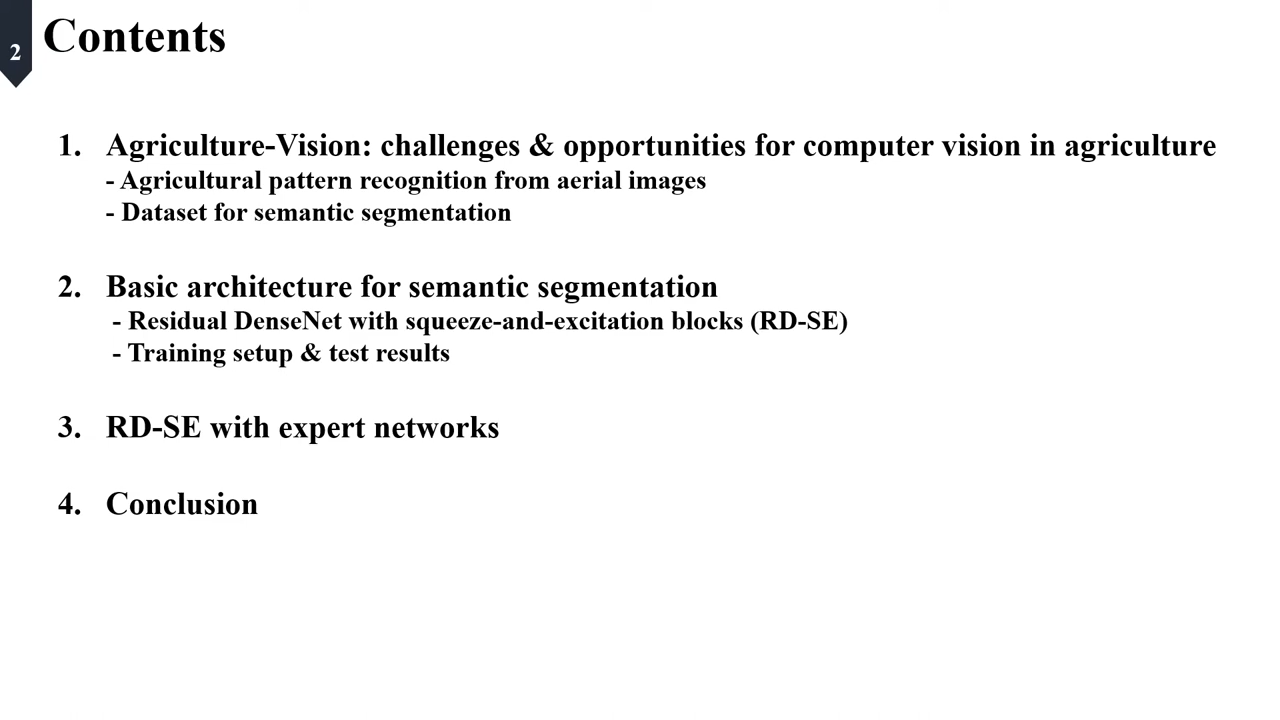 2
Contents
1. Agriculture-Vision: challenges & opportunities for computer vision in agriculture
- Agricultural pattern recognition from aerial images
- Dataset for semantic segmentation
2. Basic architecture for semantic segmentation
- Residual DenseNet with squeeze-and-excitation blocks (RD-SE)
- Training setup & test results
3. RD-SE with expert networks
4. Conclusion